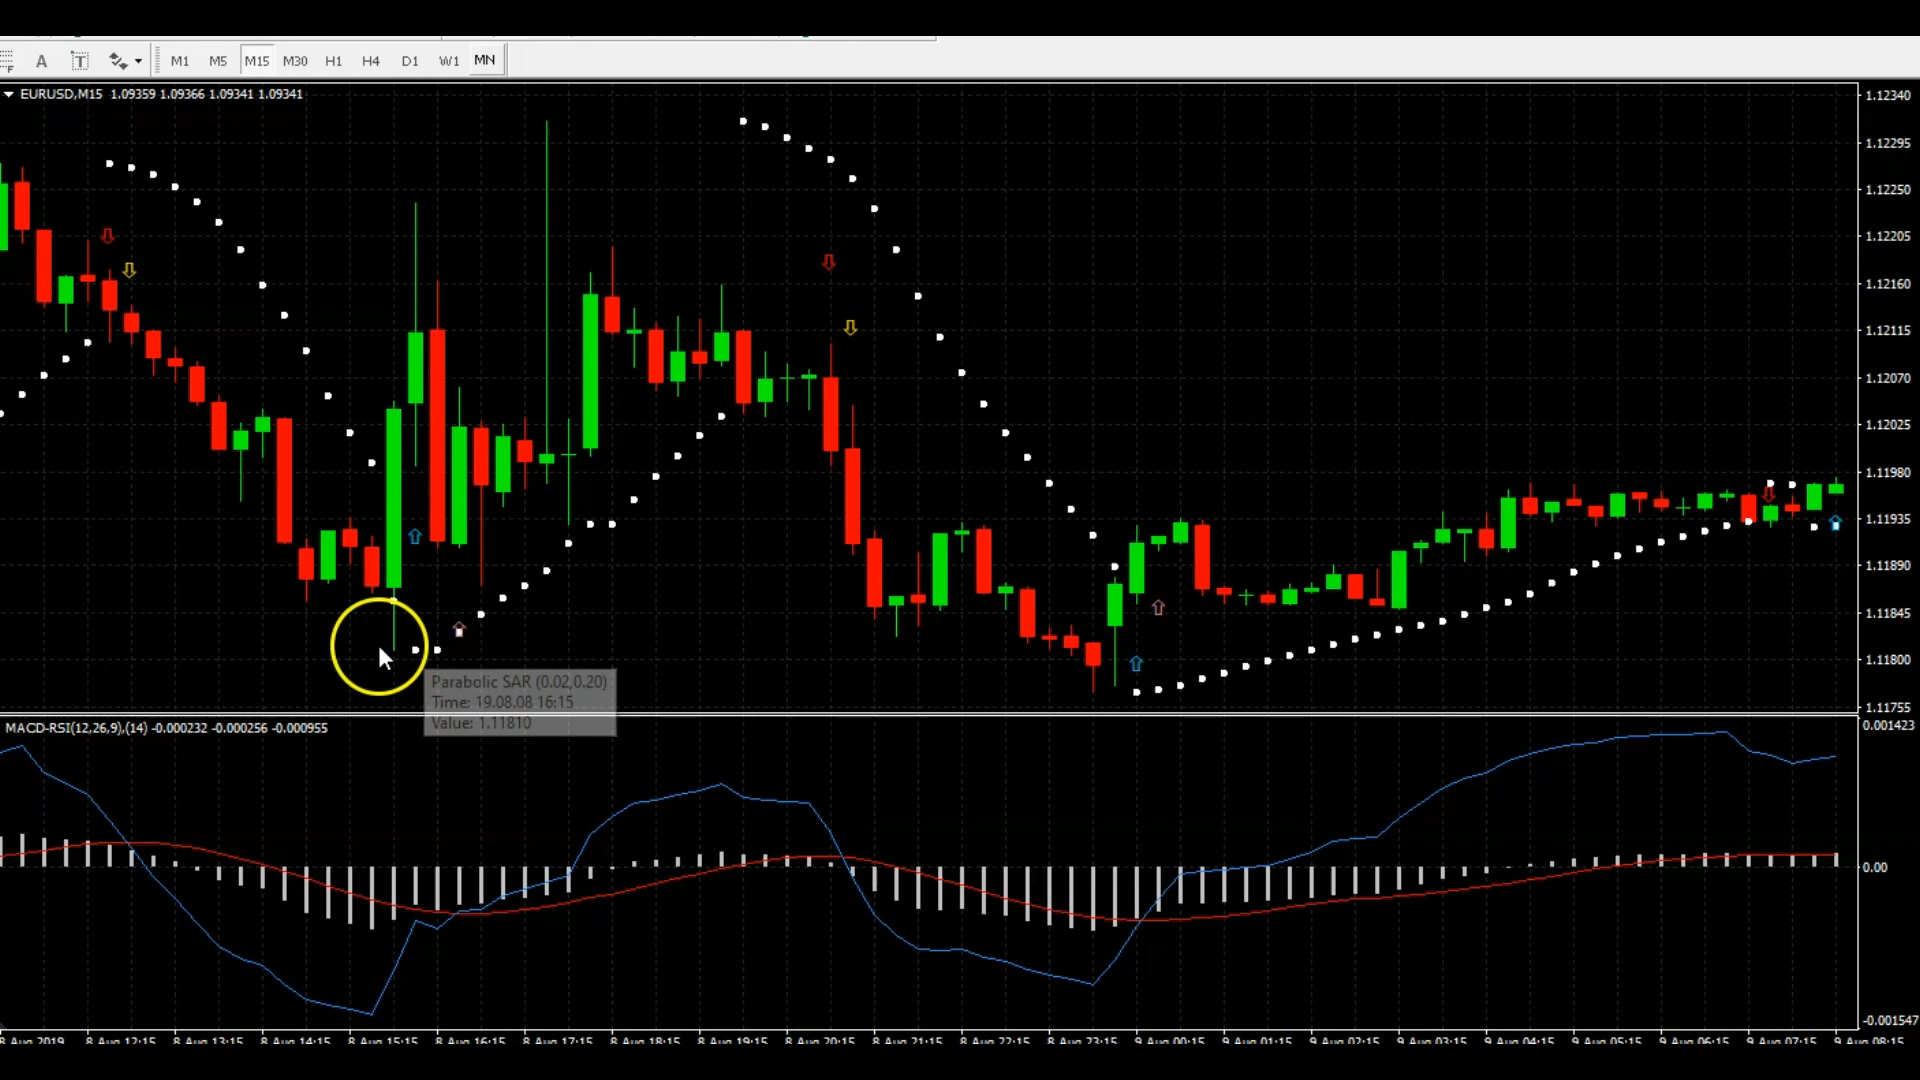 A T M1 M5 M15 M30 H1 H4 D1 W1 MN
EURUSD,M15 1.09359 1.09366 1.09341 1.09341
1.12340
1.12295
1.12250
1.12205
1.12160
1.12115
1.12070
1.12025
1.11980
1.11935
1.11890
1.11845
1.11800
1.11755
Parabolic SAR (0.02,0.20)
Time: 19.08.08 16:15
Value: 1.11810
MACD-RSI(12,26,9),(14) -0.000232 -0.000256 -0.000955
0.001423
0.00
-0.001547
8 Aug 2019 8 Aug 12:15 8 Aug 13:15 8 Aug 14:15 8 Aug 15:15 8 Aug 16:15 8 Aug 17:15 8 Aug 18:15 8 Aug 19:15 8 Aug 20:15 8 Aug 21:15 8 Aug 22:15 8 Aug 23:15 9 Aug 00:15 9 Aug 01:15 9 Aug 02:15 9 Aug 03:15 9 Aug 04:15 9 Aug 05:15 9 Aug 06:15 9 Aug 07:15 9 Aug 08:15